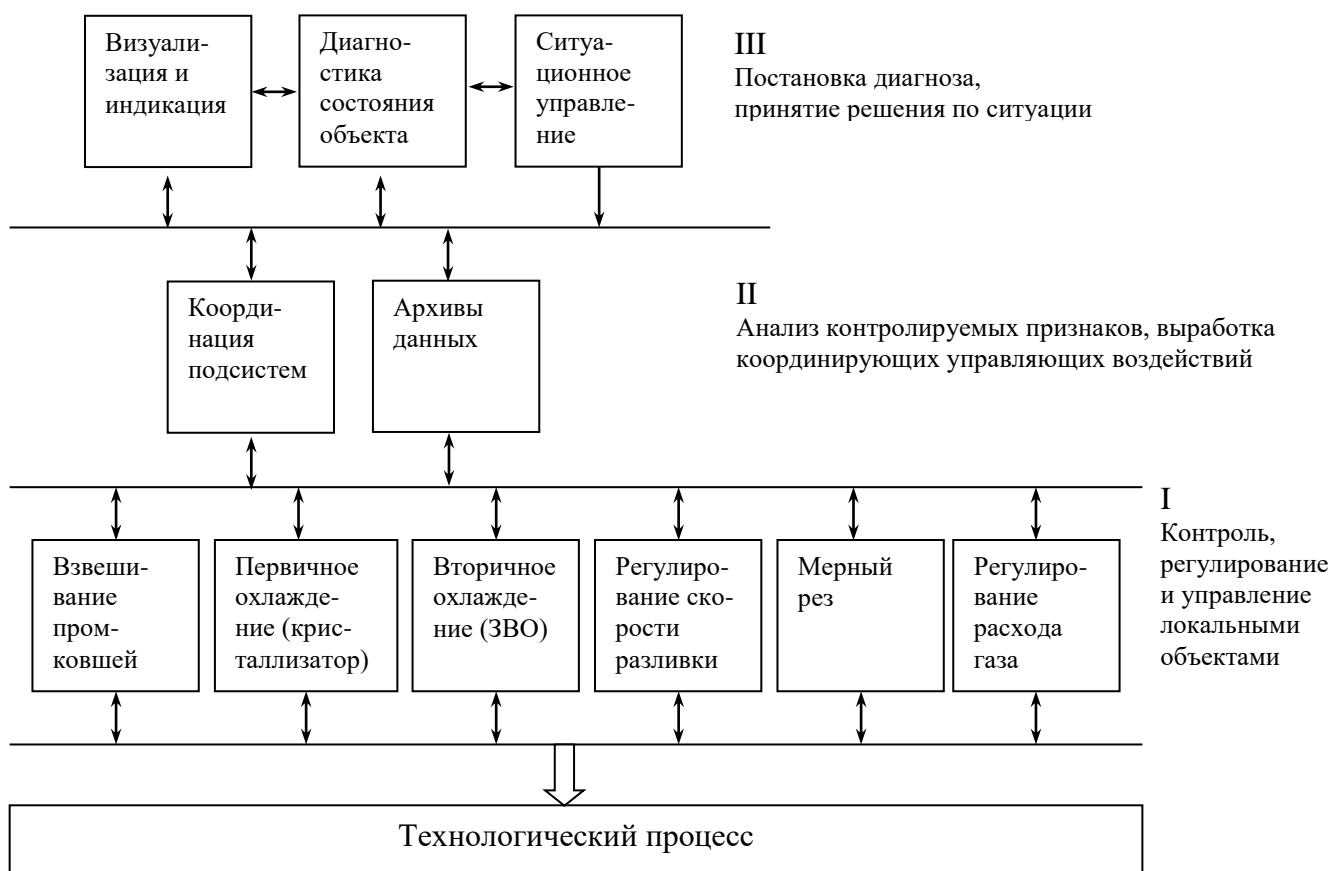 Визуали-
зация и
индикация
Диагно-
стика
состояния
объекта
Ситуа-
ционное
управле-
ние
III
Постановка диагноза,
принятие решения по ситуации
Коорди-
нация
подсистем
Архивы
данных
II
Анализ контролируемых признаков, выработка
координирующих управляющих воздействий
Взвеши-
вание
пром-
ковшей
Первичное
охлажде-
ние (крис-
таллизатор)
Вторичное
охлажде-
ние (ЗВО)
Регулиро-
вание ско-
рости
разливки
Мерный
рез
Регулиро-
вание
расхода
газа
I
Контроль,
регулирование
и управление
локальными
объектами
Технологический процесс